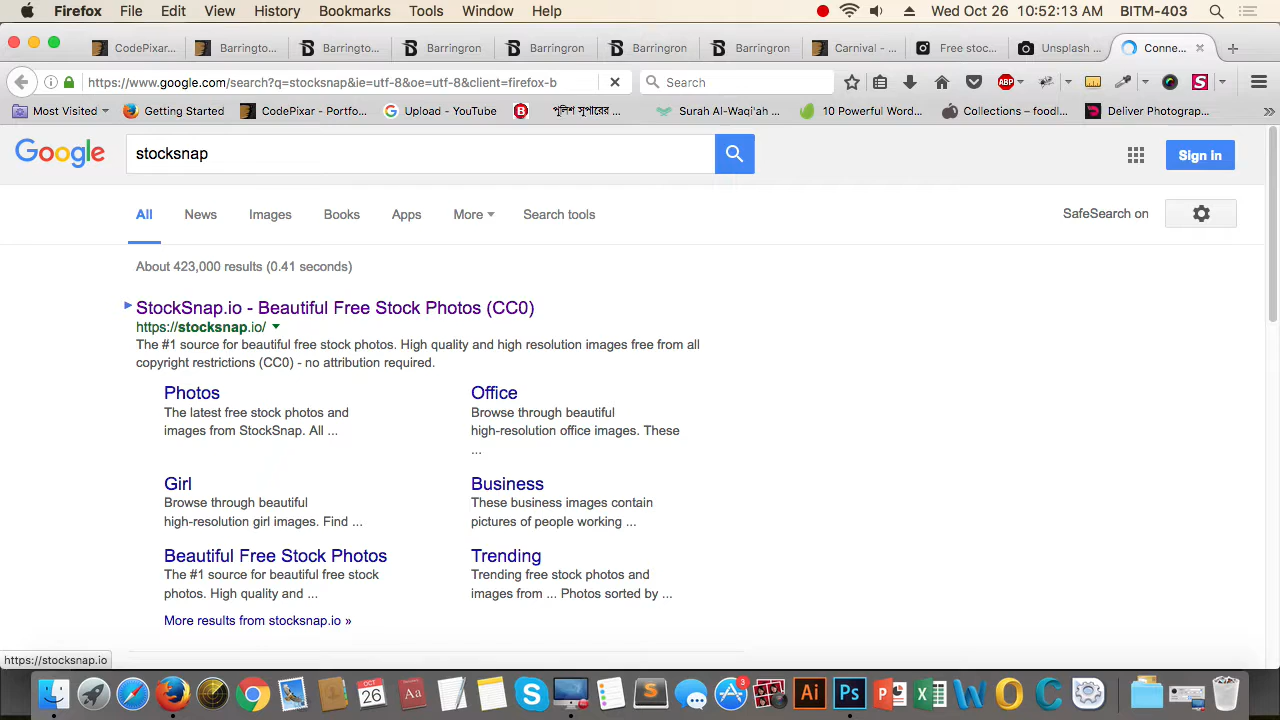 Firefox File Edit View History Bookmarks Tools Window Help Wed Oct 26 10:52:13 AM BITM-403
CodePixar... Barringto... Barringto... Barringron Barringron Barringron Barringron Carnival - ... Free stoc... Unsplash ... Conne...
https://www.google.com/search?q=stocksnap&ie=utf-8&oe=utf-8&client=firefox-b Search ABP S
Most Visited Getting Started CodePixar - Portfo... Upload - YouTube B পুলিশ সুপারের ... Surah Al-Waqi'ah ... 10 Powerful Word... Collections – foodi... Deliver Photograp...
Google stocksnap Sign in
All News Images Books Apps More Search tools SafeSearch on
About 423,000 results (0.41 seconds)
StockSnap.io - Beautiful Free Stock Photos (CC0)
https://stocksnap.io/
The #1 source for beautiful free stock photos. High quality and high resolution images free from all
copyright restrictions (CC0) - no attribution required.
Photos
The latest free stock photos and
images from StockSnap. All ...
Office
Browse through beautiful
high-resolution office images. These
...
Girl
Browse through beautiful
high-resolution girl images. Find ...
Business
These business images contain
pictures of people working ...
Beautiful Free Stock Photos
The #1 source for beautiful free stock
photos. High quality and ...
Trending
Trending free stock photos and
images from ... Photos sorted by ...
More results from stocksnap.io »
https://stocksnap.io
OCT 26 Aa S S 3 Ai Ps P X W O C